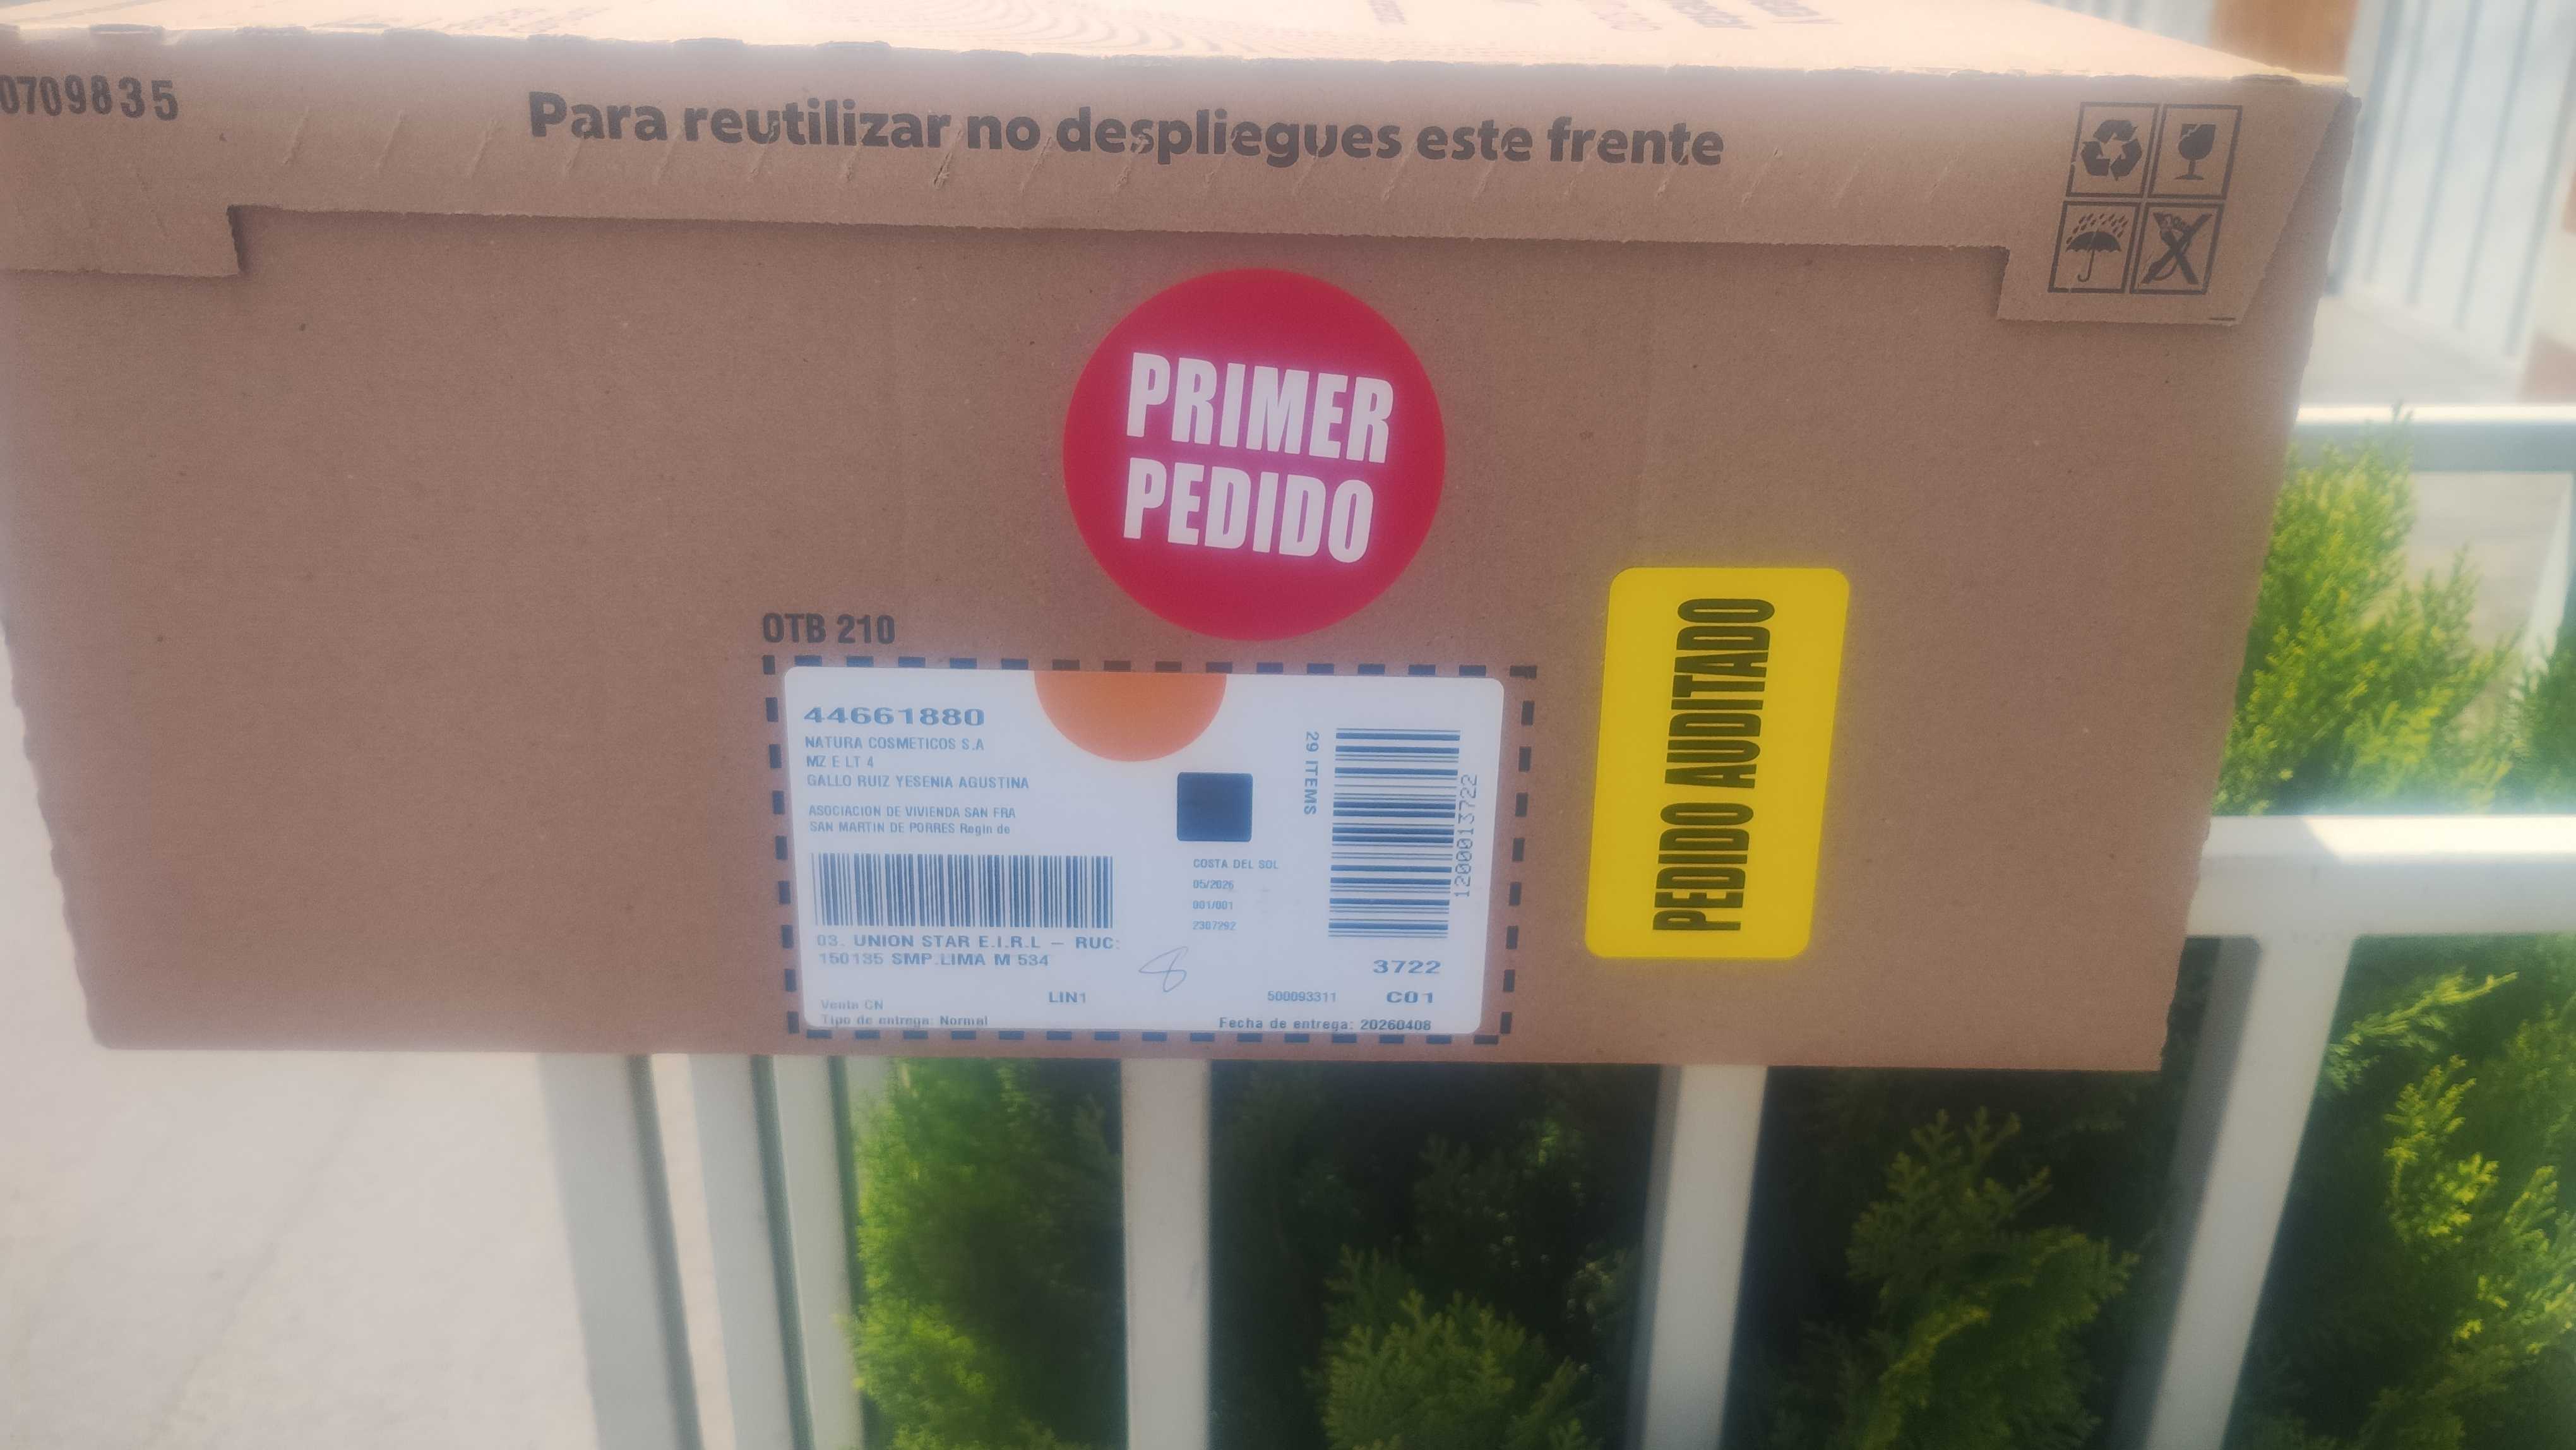 0709835
Para reutilizar no despliegues este frente
PRIMER
PEDIDO
PEDIDO AUDITADO
OTB 210
44661880
NATURA COSMETICOS S.A
MZ E LT 4
GALLO RUIZ YESENIA AGUSTINA
ASOCIACION DE VIVIENDA SAN FRA
SAN MARTIN DE PORRES Regin de
29 ITEMS
1200013722
COSTA DEL SOL
05/2026
001/001
2307292
03. UNION STAR E.I.R.L – RUC:
150135 SMP.LIMA M 534
8
3722
Venta CN
LIN1
500093311
C01
Tipo de entrega: Normal
Fecha de entrega: 20260408